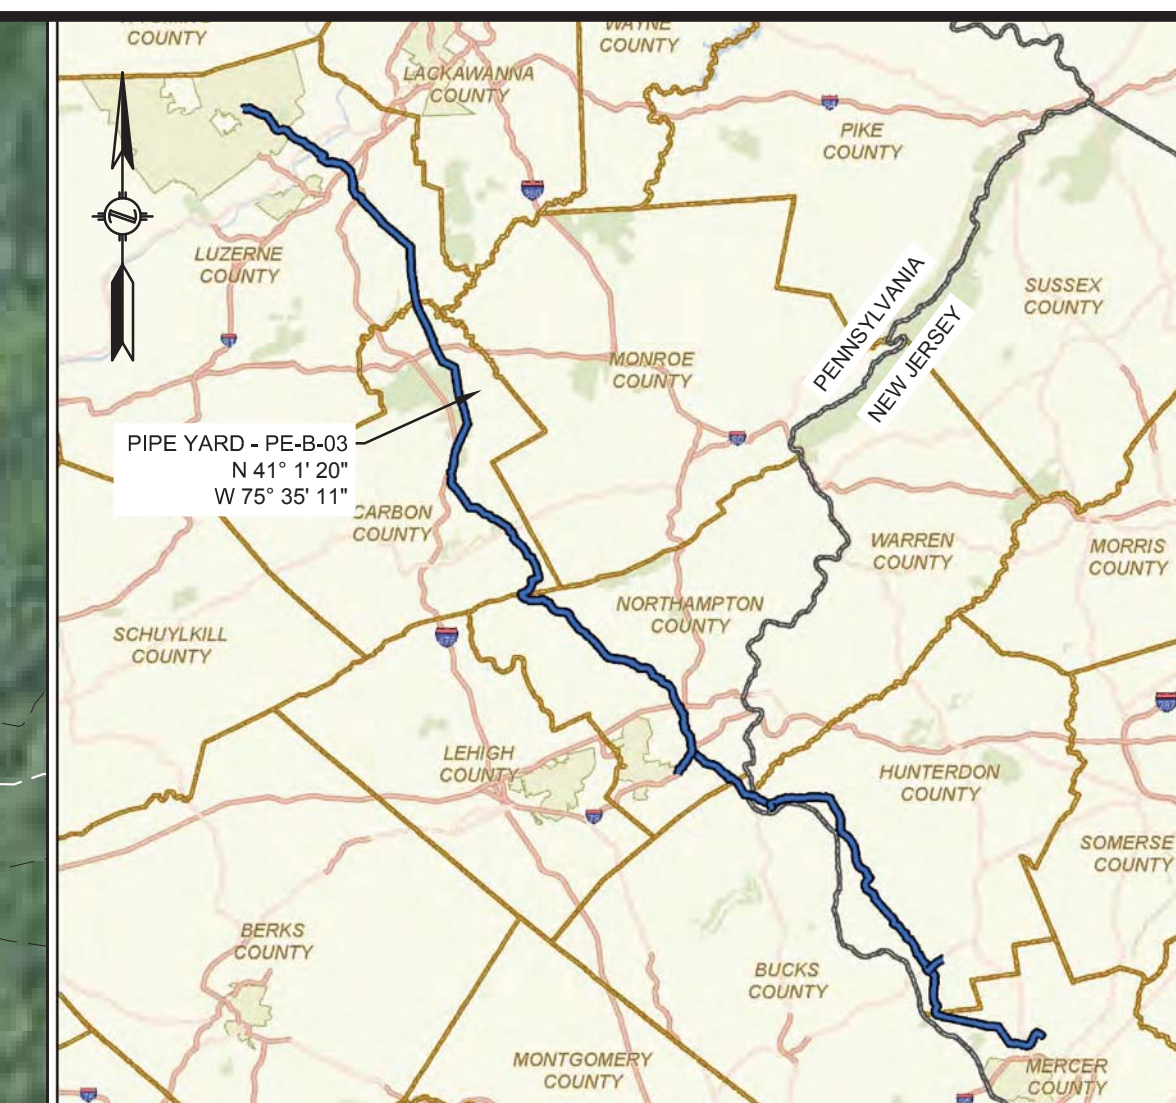 COUNTY
WAYNE
COUNTY
LACKAWANNA
COUNTY
PIKE
COUNTY
LUZERNE
COUNTY
PENNSYLVANIA
NEW JERSEY
SUSSEX
COUNTY
MONROE
COUNTY
PIPE YARD - PE-B-03
N 41° 1' 20"
W 75° 35' 11"
CARBON
COUNTY
WARREN
COUNTY
MORRIS
COUNTY
NORTHAMPTON
COUNTY
SCHUYLKILL
COUNTY
LEHIGH
COUNTY
HUNTERDON
COUNTY
SOMERSE
COUNTY
BERKS
COUNTY
BUCKS
COUNTY
MONTGOMERY
COUNTY
MERCER
COUNTY